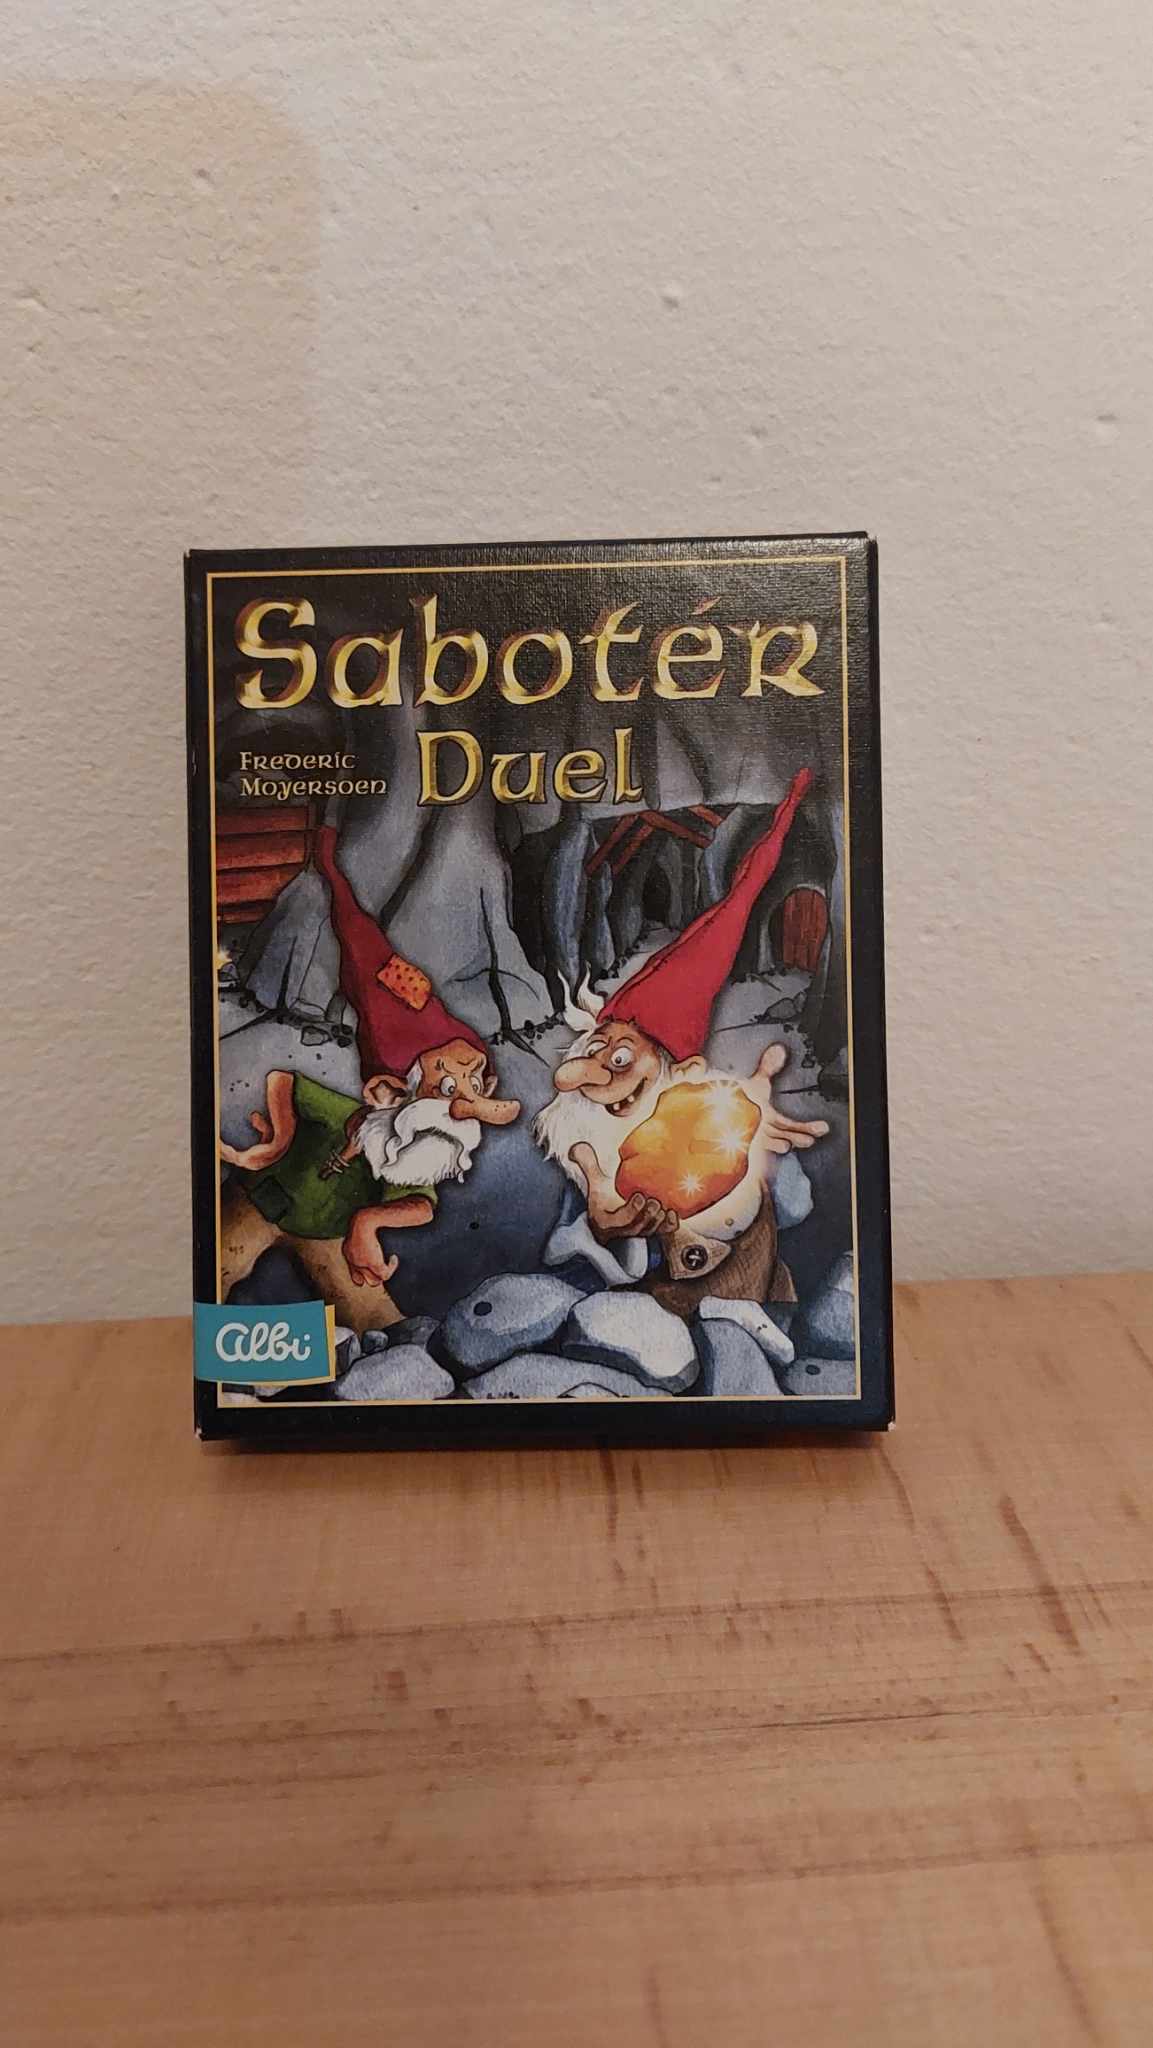 Sabotér
Duel
Frederic
Moyersoen
albi